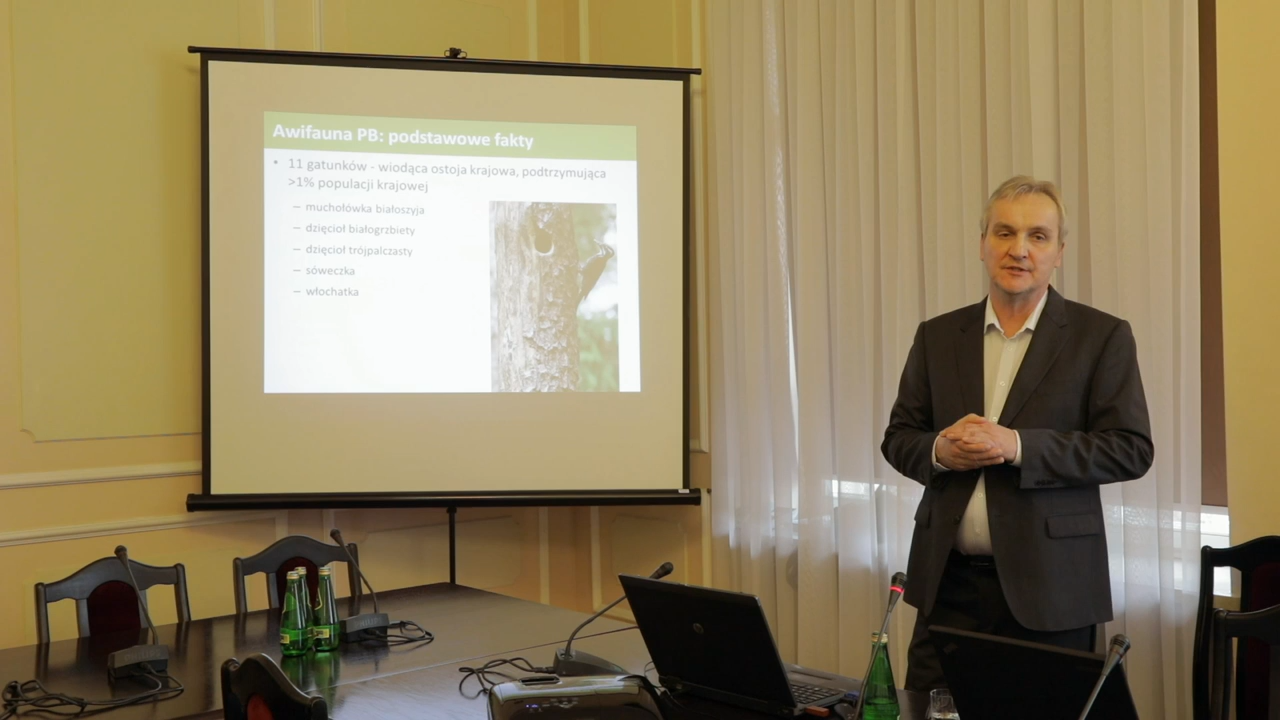 Awifauna PB: podstawowe fakty
• 11 gatunków - wiodąca ostoja krajowa, podtrzymująca
>1% populacji krajowej
– muchołówka białoszyja
– dzięcioł białogrzbiety
– dzięcioł trójpalczasty
– sóweczka
– włochatka